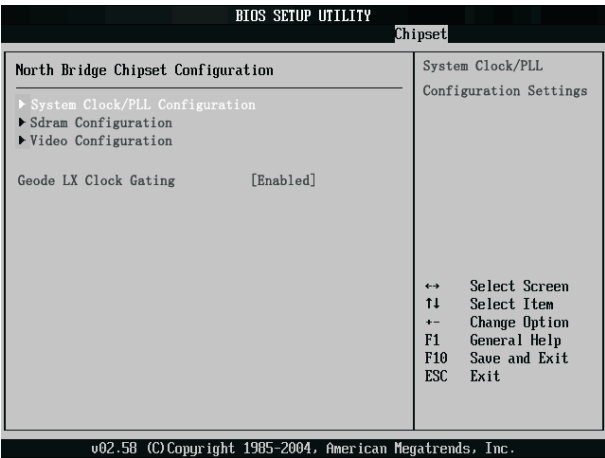 BIOS SETUP UTILITY
Chipset
North Bridge Chipset Configuration
System Clock/PLL Configuration
Sdram Configuration
Video Configuration
Geode LX Clock Gating [Enabled]
System Clock/PLL
Configuration Settings
↔ Select Screen
↑↓ Select Item
+- Change Option
F1 General Help
F10 Save and Exit
ESC Exit
v02.58 (C)Copyright 1985-2004, American Megatrends, Inc.